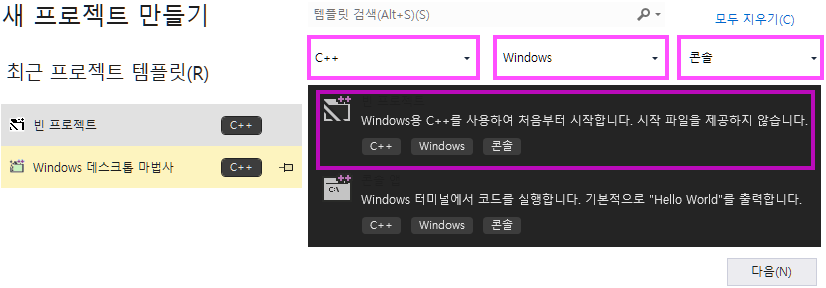 새 프로젝트 만들기
최근 프로젝트 템플릿(R)
빈 프로젝트 C++
Windows 데스크톱 마법사 C++
템플릿 검색(Alt+S)(S)
모두 지우기(C)
C++ Windows 콘솔
빈 프로젝트
Windows용 C++를 사용하여 처음부터 시작합니다. 시작 파일을 제공하지 않습니다.
C++ Windows 콘솔
Windows 터미널에서 코드를 실행합니다. 기본적으로 "Hello World"를 출력합니다.
C++ Windows 콘솔
다음(N)